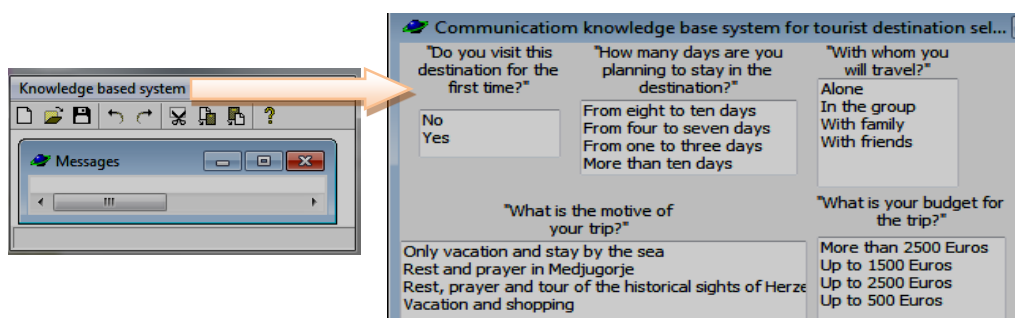 Knowledge based system
Messages
Communicatiom knowledge base system for tourist destination sel...
"Do you visit this
destination for the
first time?"
No
Yes
"How many days are you
planning to stay in the
destination?"
From eight to ten days
From four to seven days
From one to three days
More than ten days
"With whom you
will travel?"
Alone
In the group
With family
With friends
"What is the motive of
your trip?"
Only vacation and stay by the sea
Rest and prayer in Medjugorje
Rest, prayer and tour of the historical sights of Herze
Vacation and shopping
"What is your budget for
the trip?"
More than 2500 Euros
Up to 1500 Euros
Up to 2500 Euros
Up to 500 Euros